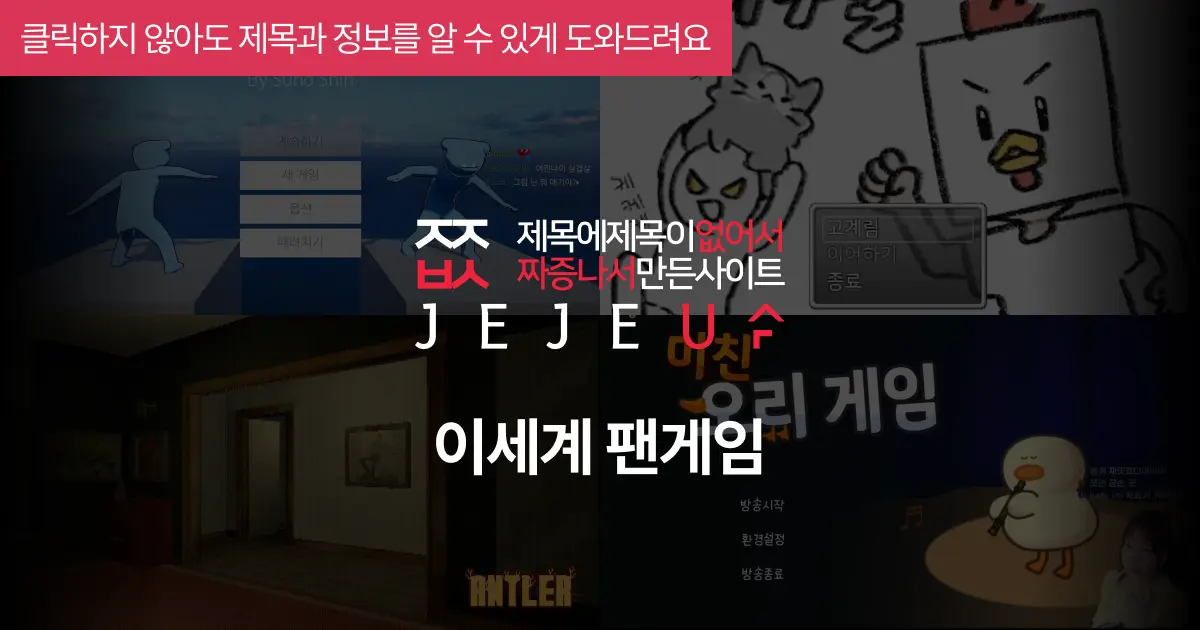 클릭하지 않아도 제목과 정보를 알 수 있게 도와드려요
By Suno Shin
계속하기
새 게임
옵션
때려치기
고계림
이어하기
종료
제목에제목이없어서
짜증나서만든사이트
JEJE
이세계 팬게임
미친
오리 게임
방송시작
환경설정
방송종료
ANTLER